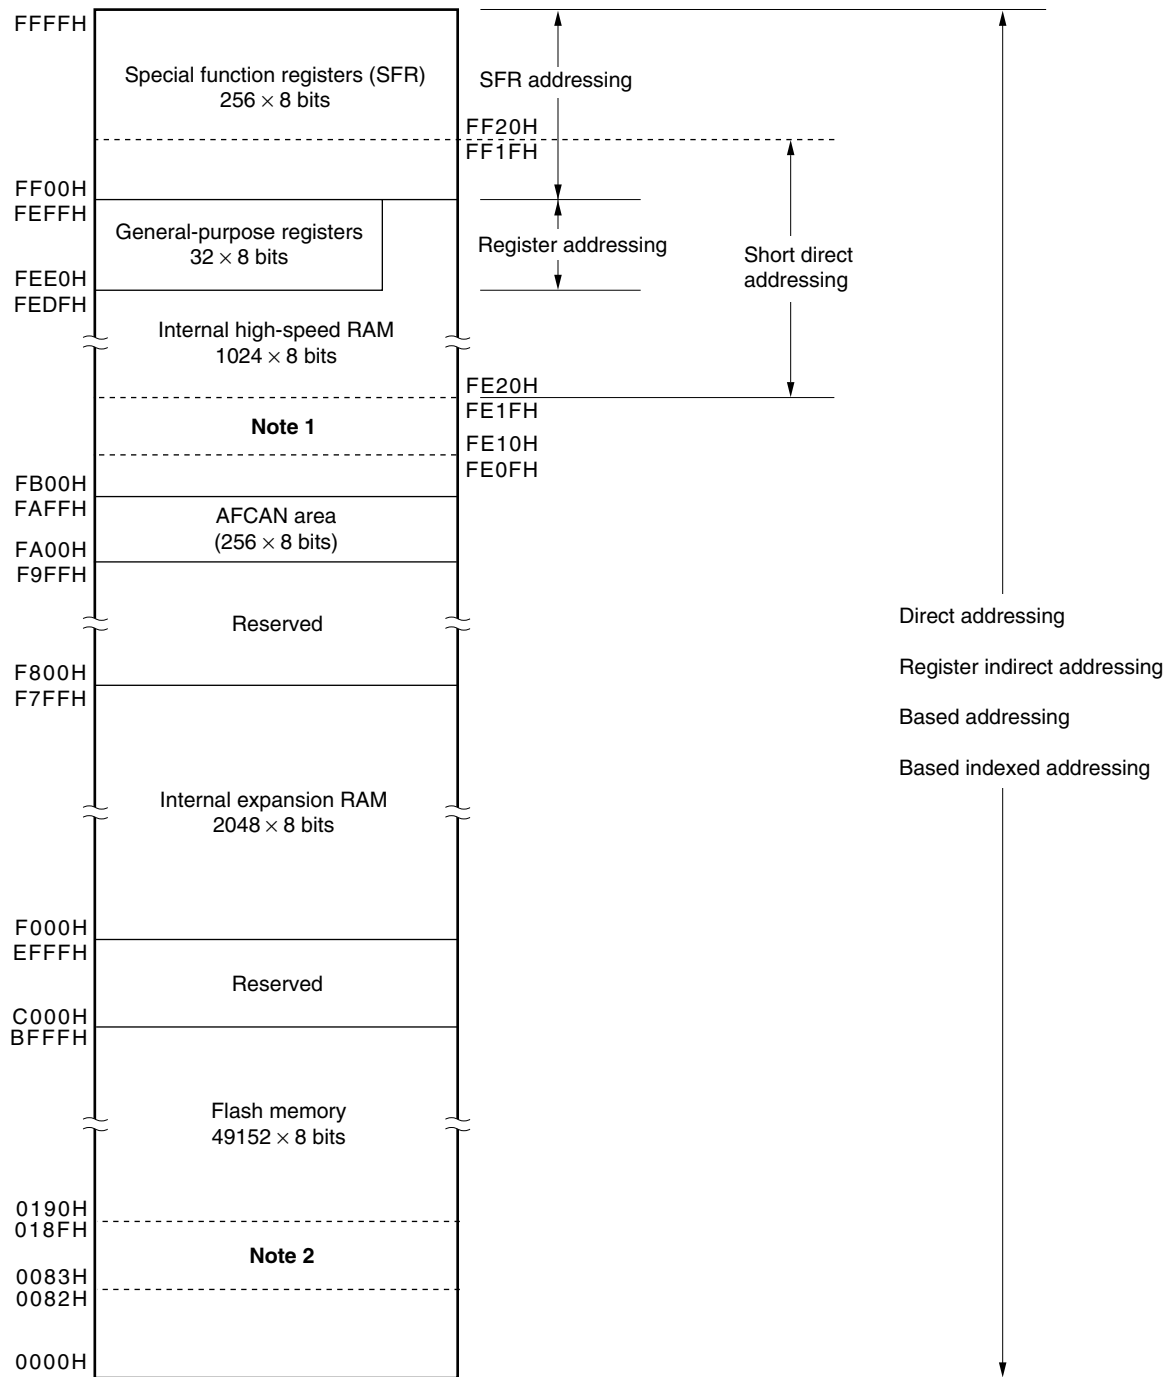 FFFFH
Special function registers (SFR)
256 × 8 bits
SFR addressing
FF20H
FF1FH
FF00H
FEFFH
General-purpose registers
32 × 8 bits
Register addressing
Short direct
addressing
FEE0H
FEDFH
Internal high-speed RAM
1024 × 8 bits
FE20H
FE1FH
Note 1
FE10H
FE0FH
FB00H
FAFFH
AFCAN area
(256 × 8 bits)
FA00H
F9FFH
Reserved
Direct addressing
Register indirect addressing
Based addressing
Based indexed addressing
F800H
F7FFH
Internal expansion RAM
2048 × 8 bits
F000H
EFFFH
Reserved
C000H
BFFFH
Flash memory
49152 × 8 bits
0190H
018FH
Note 2
0083H
0082H
0000H